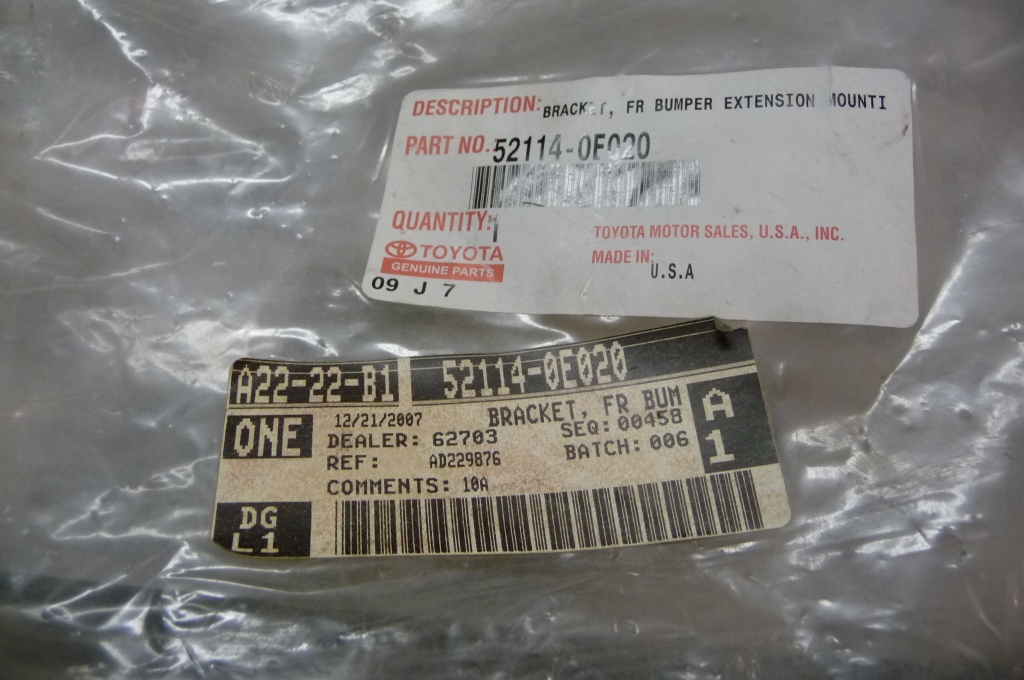 DESCRIPTION: BRACKET, FR BUMPER EXTENSION MOUNTI
PART NO. 52114-0E020
QUANTITY: 1
TOYOTA
GENUINE PARTS
09 J 7
TOYOTA MOTOR SALES, U.S.A., INC.
MADE IN: U.S.A
A22-22-B1 52114-0E020
ONE
12/21/2007 BRACKET, FR BUM
DEALER: 62703 SEQ: 00458
REF: AD229876 BATCH: 006
COMMENTS: 10A
A
1
DG
L1